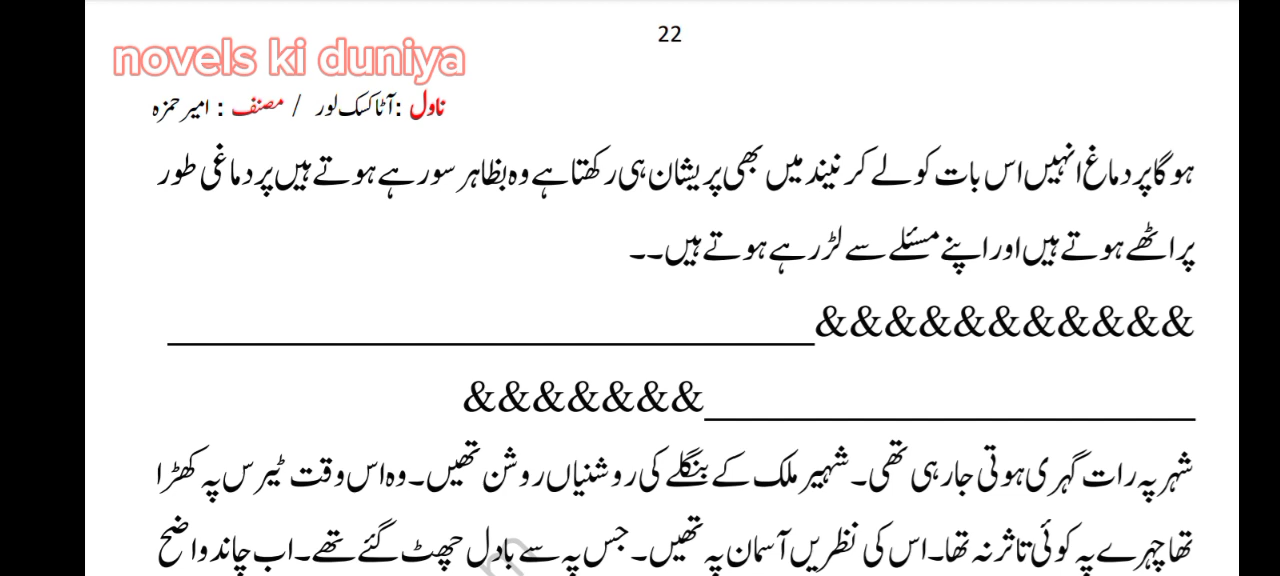 22
novels ki duniya
ناول :آٹاکسک لور / مصنف : امیر حمزہ
ہو گا پر دماغ انہیں اس بات کو لے کر نیند میں بھی پریشان ہی رکھتا ہے وہ بظاہر سو رہے ہوتے ہیں پر دماغی طور
پر اٹھے ہوتے ہیں اور اپنے مسئلے سے لڑ رہے ہوتے ہیں۔۔
&&&&&&&&&&&___________________
______________&&&&&&&
شہر پہ رات گہری ہوتی جا رہی تھی۔ شہیر ملک کے بنگلے کی روشنیاں روشن تھیں۔ وہ اس وقت ٹیرس پہ کھڑا
تھا چہرے پہ کوئی تاثر نہ تھا۔ اس کی نظریں آسمان پہ تھیں۔ جس پہ سے بادل چھٹ گئے تھے۔ اب چاند واضح